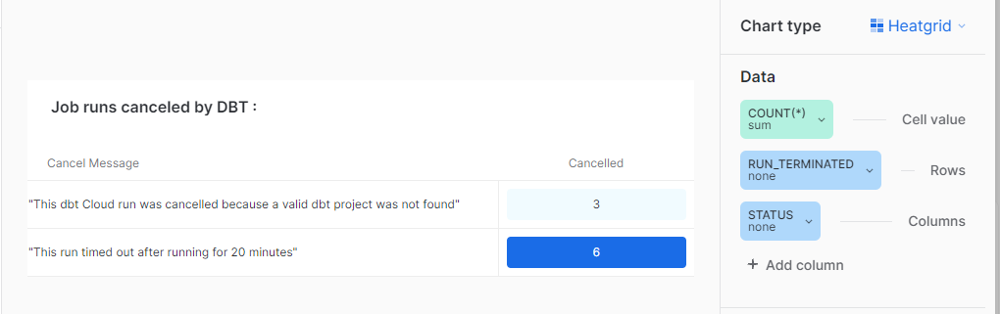 Job runs canceled by DBT :
Cancel Message
Cancelled
"This dbt Cloud run was cancelled because a valid dbt project was not found"
3
"This run timed out after running for 20 minutes"
6
Chart type
Heatgrid
Data
COUNT(*)
sum
Cell value
RUN_TERMINATED
none
Rows
STATUS
none
Columns
+ Add column